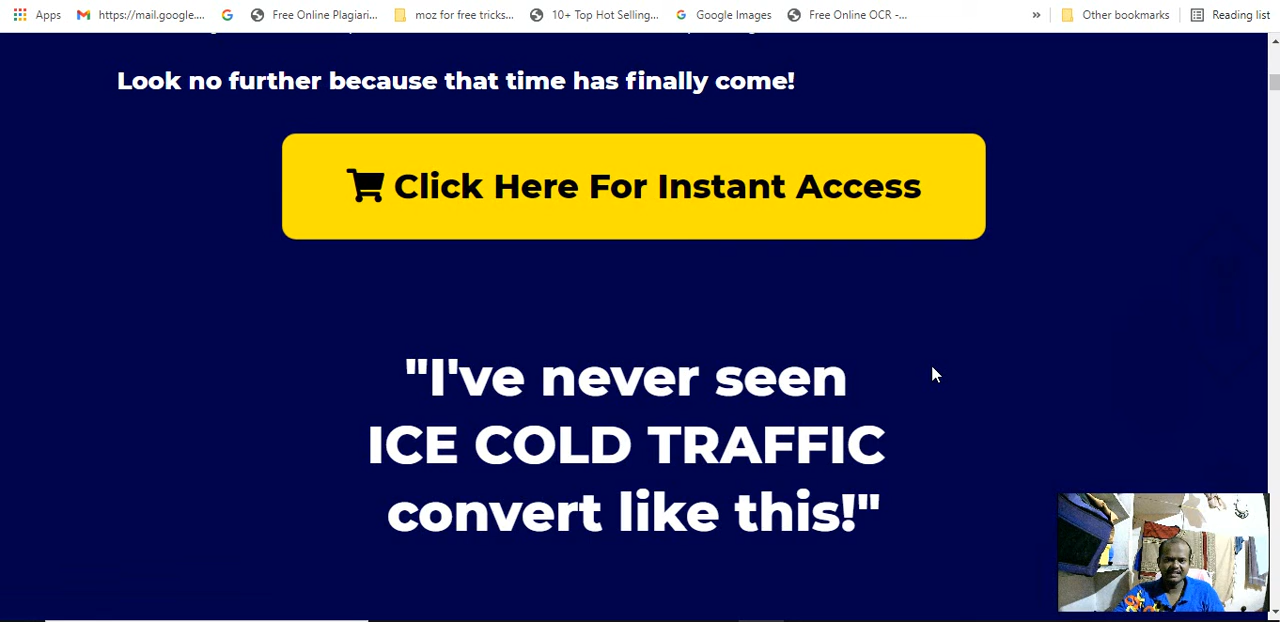 Apps https://mail.google.... Free Online Plagiari... moz for free tricks... 10+ Top Hot Selling... Google Images Free Online OCR -... » Other bookmarks Reading list
Look no further because that time has finally come!
Click Here For Instant Access
"I've never seen
ICE COLD TRAFFIC
convert like this!"